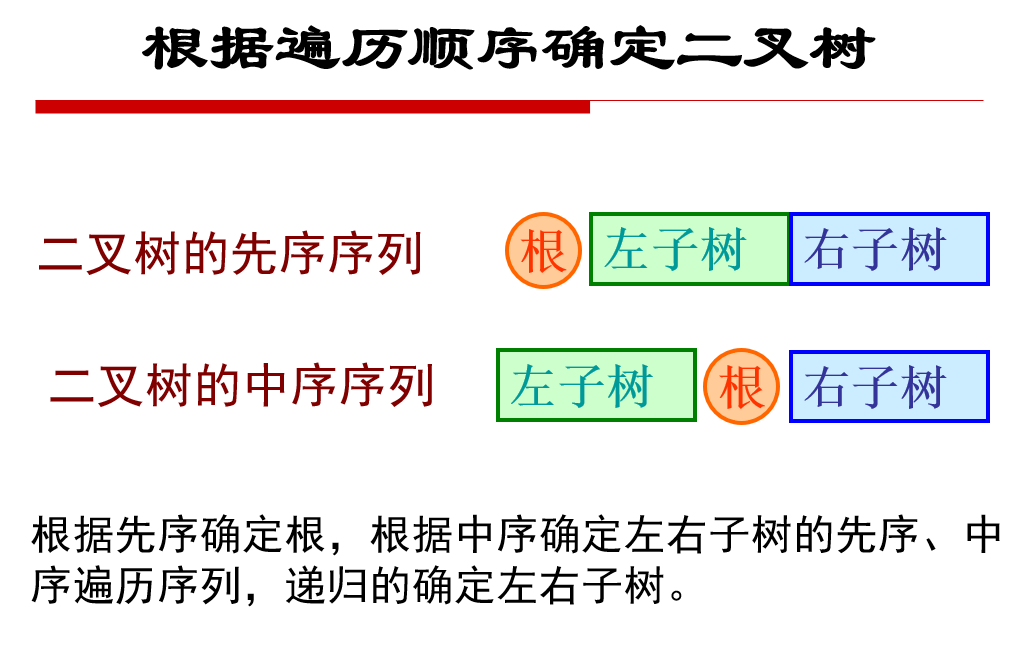 根据遍历顺序确定二叉树
二叉树的先序序列 根 左子树 右子树
二叉树的中序序列 左子树 根 右子树
根据先序确定根，根据中序确定左右子树的先序、中
序遍历序列，递归的确定左右子树。